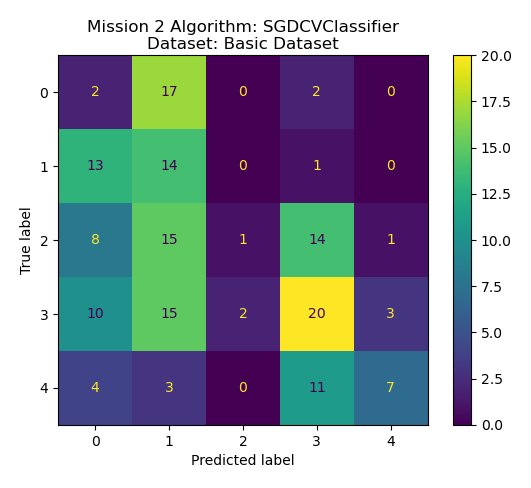 Mission 2 Algorithm: SGDCVClassifier
Dataset: Basic Dataset
20.0
0 2 17 0 2 0
17.5
15.0
1 13 14 0 1 0
12.5
True label
2 8 15 1 14 1
10.0
7.5
3 10 15 2 20 3
5.0
4 4 3 0 11 7
2.5
0.0
0 1 2 3 4
Predicted label